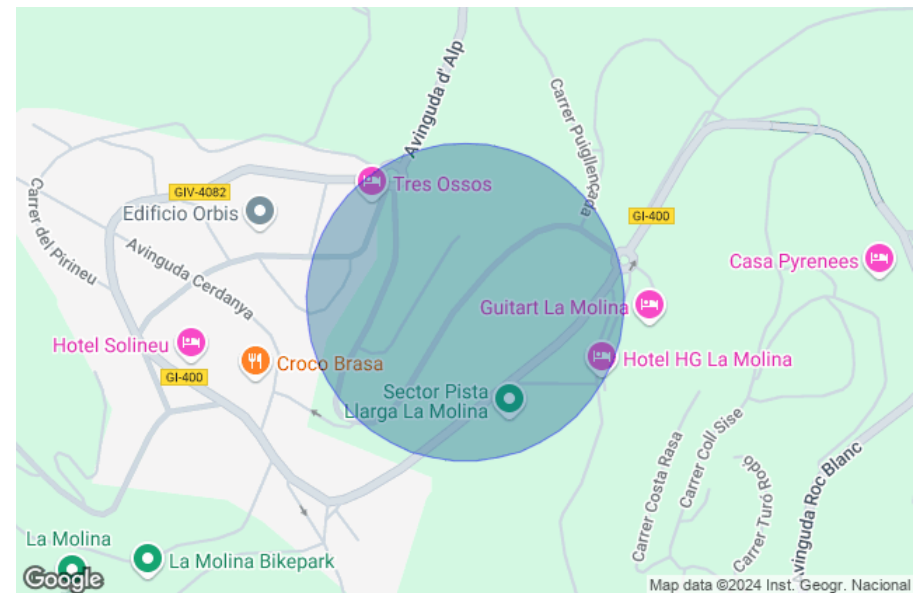 Avinguda d' Alp
Carrer Puigllençada
GIV-4082
Tres Ossos
Edificio Orbis
Carrer del Pirineu
Avinguda Cerdanya
GI-400
Casa Pyrenees
Guitart La Molina
Hotel Solineu
Croco Brasa
Hotel HG La Molina
GI-400
Sector Pista
Llarga La Molina
Carrer Costa Rasa
Carrer Coll Sisé
Carrer Turó Rodó
Avinguda Roc Blanc
La Molina
La Molina Bikepark
Google
Map data ©2024 Inst. Geogr. Nacional